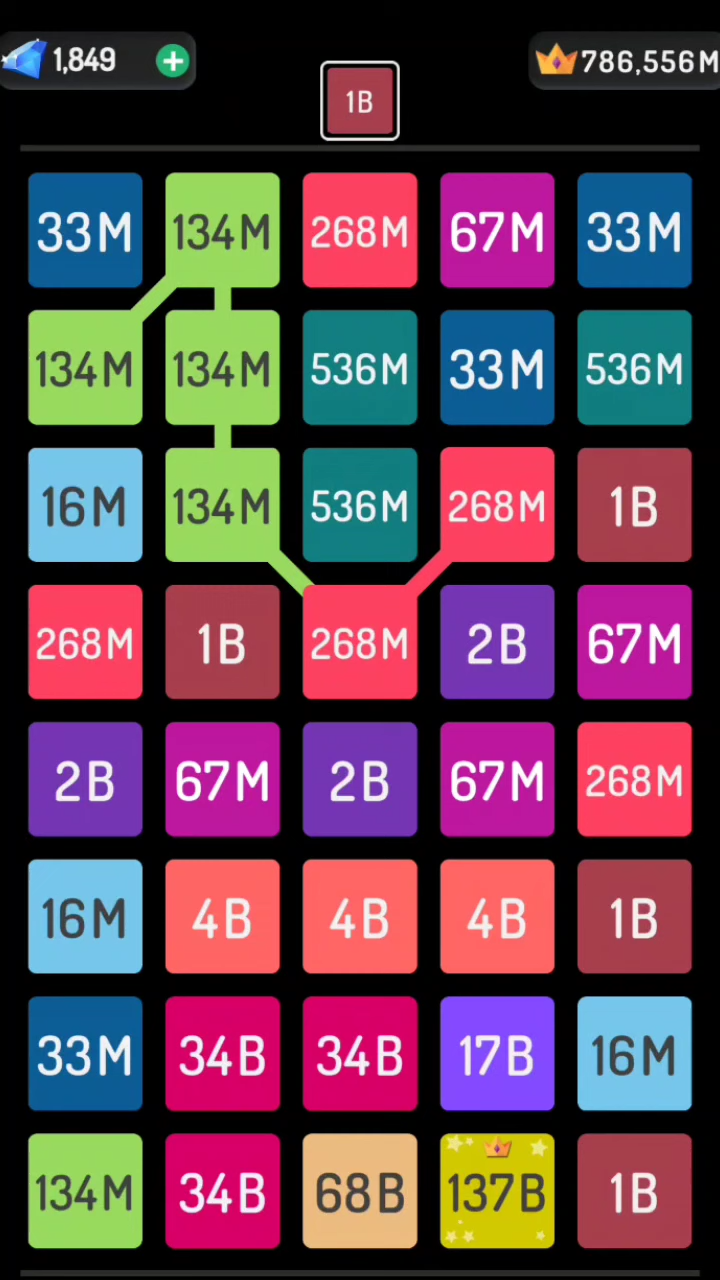 1,849 786,556M
1B
33M 134M 268M 67M 33M
134M 134M 536M 33M 536M
16M 134M 536M 268M 1B
268M 1B 268M 2B 67M
2B 67M 2B 67M 268M
16M 4B 4B 4B 1B
33M 34B 34B 17B 16M
134M 34B 68B 137B 1B